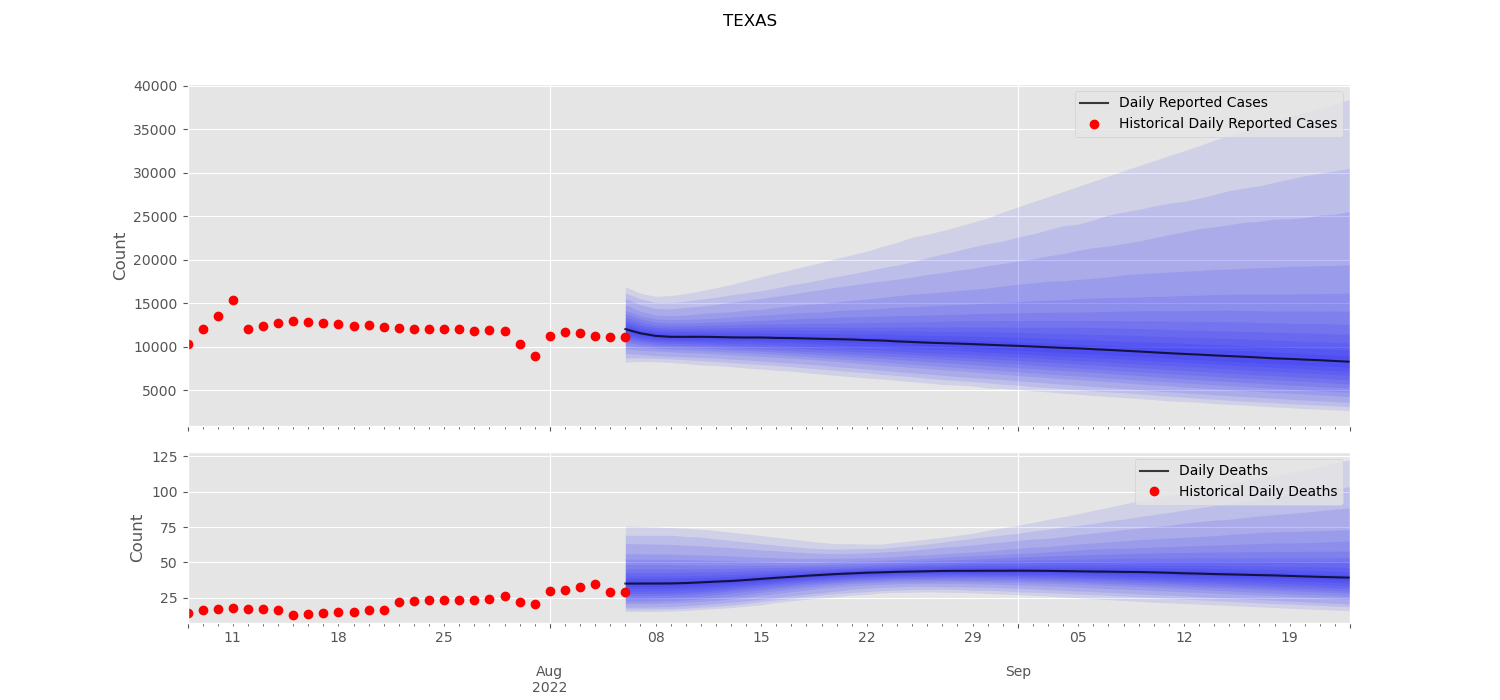 TEXAS
40000
35000
30000
25000
20000
15000
10000
5000
Count
Daily Reported Cases
Historical Daily Reported Cases
125
100
75
50
25
Count
Daily Deaths
Historical Daily Deaths
11 18 25 08 15 22 29 05 12 19
Aug Sep
2022